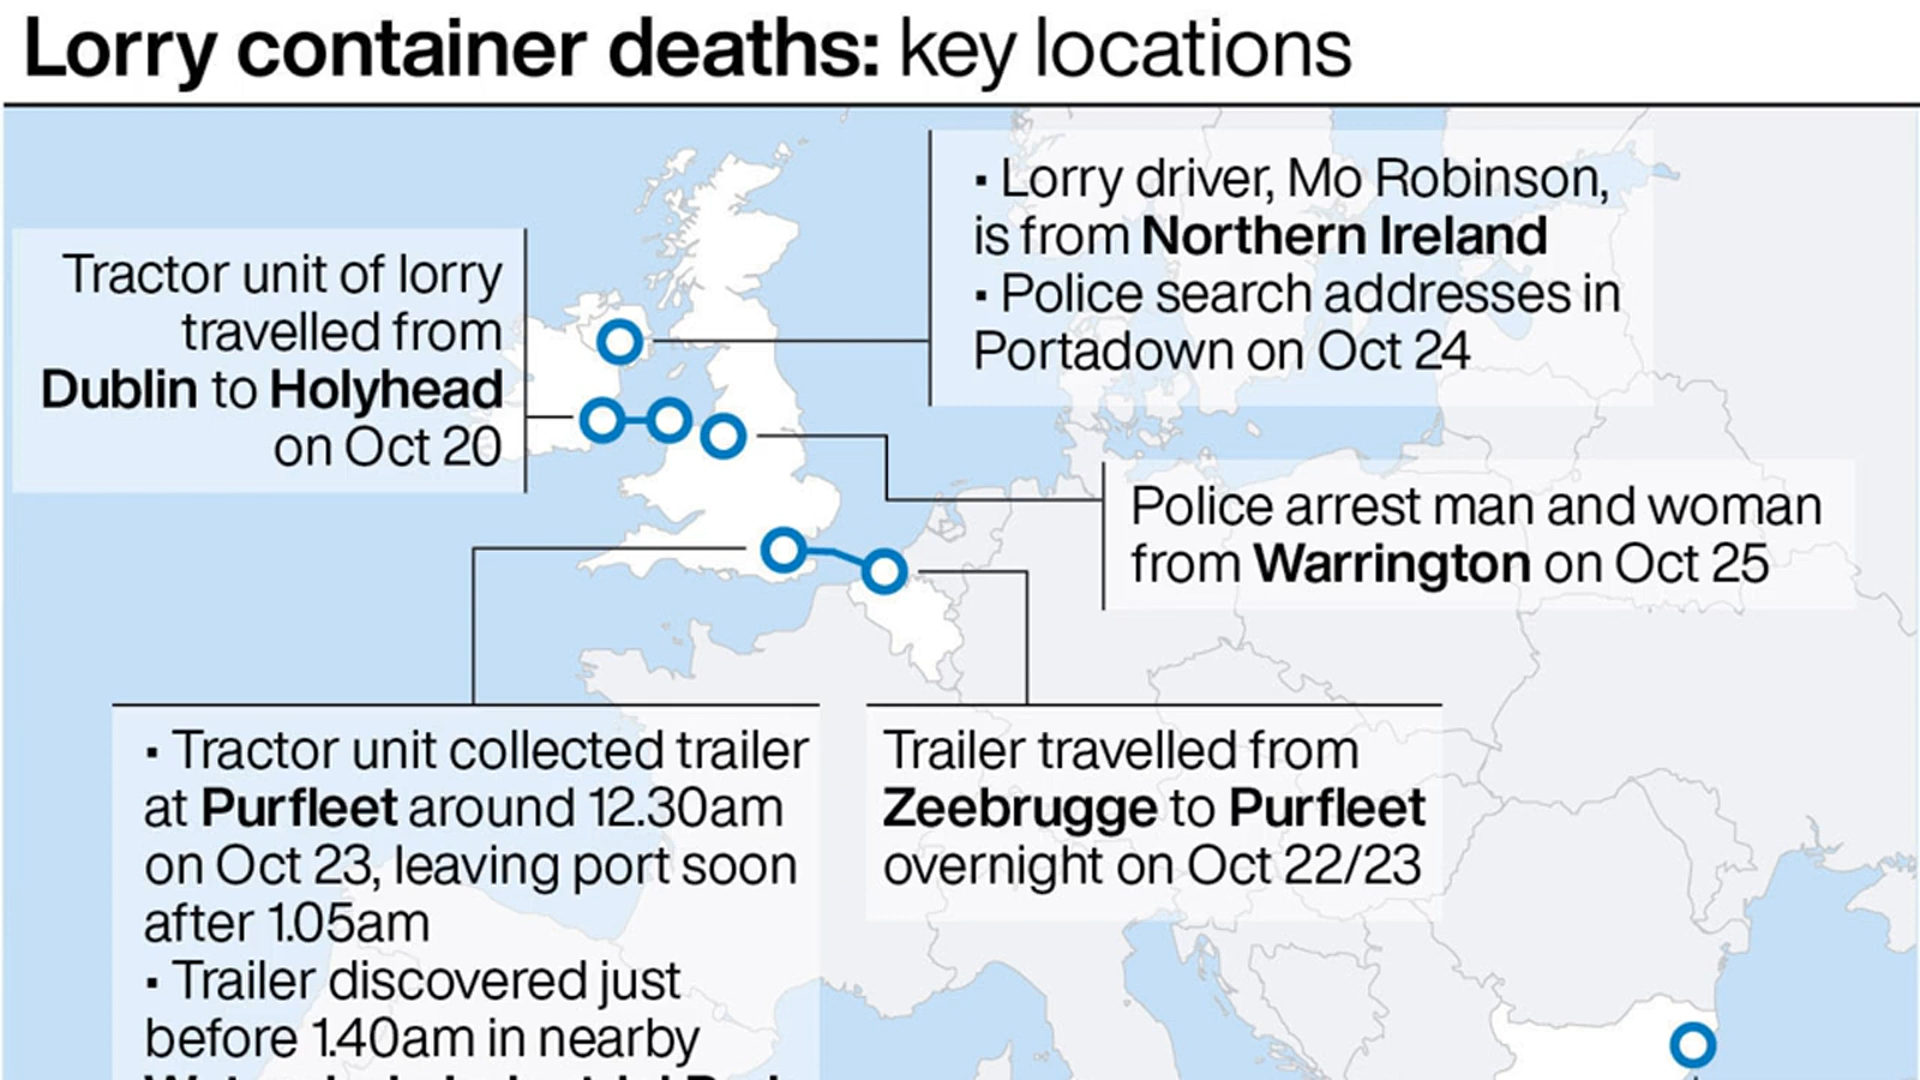 Lorry container deaths: key locations
Tractor unit of lorry
travelled from
Dublin to Holyhead
on Oct 20
▪ Lorry driver, Mo Robinson,
is from Northern Ireland
▪ Police search addresses in
Portadown on Oct 24
Police arrest man and woman
from Warrington on Oct 25
▪ Tractor unit collected trailer
at Purfleet around 12.30am
on Oct 23, leaving port soon
after 1.05am
▪ Trailer discovered just
before 1.40am in nearby
Trailer travelled from
Zeebrugge to Purfleet
overnight on Oct 22/23